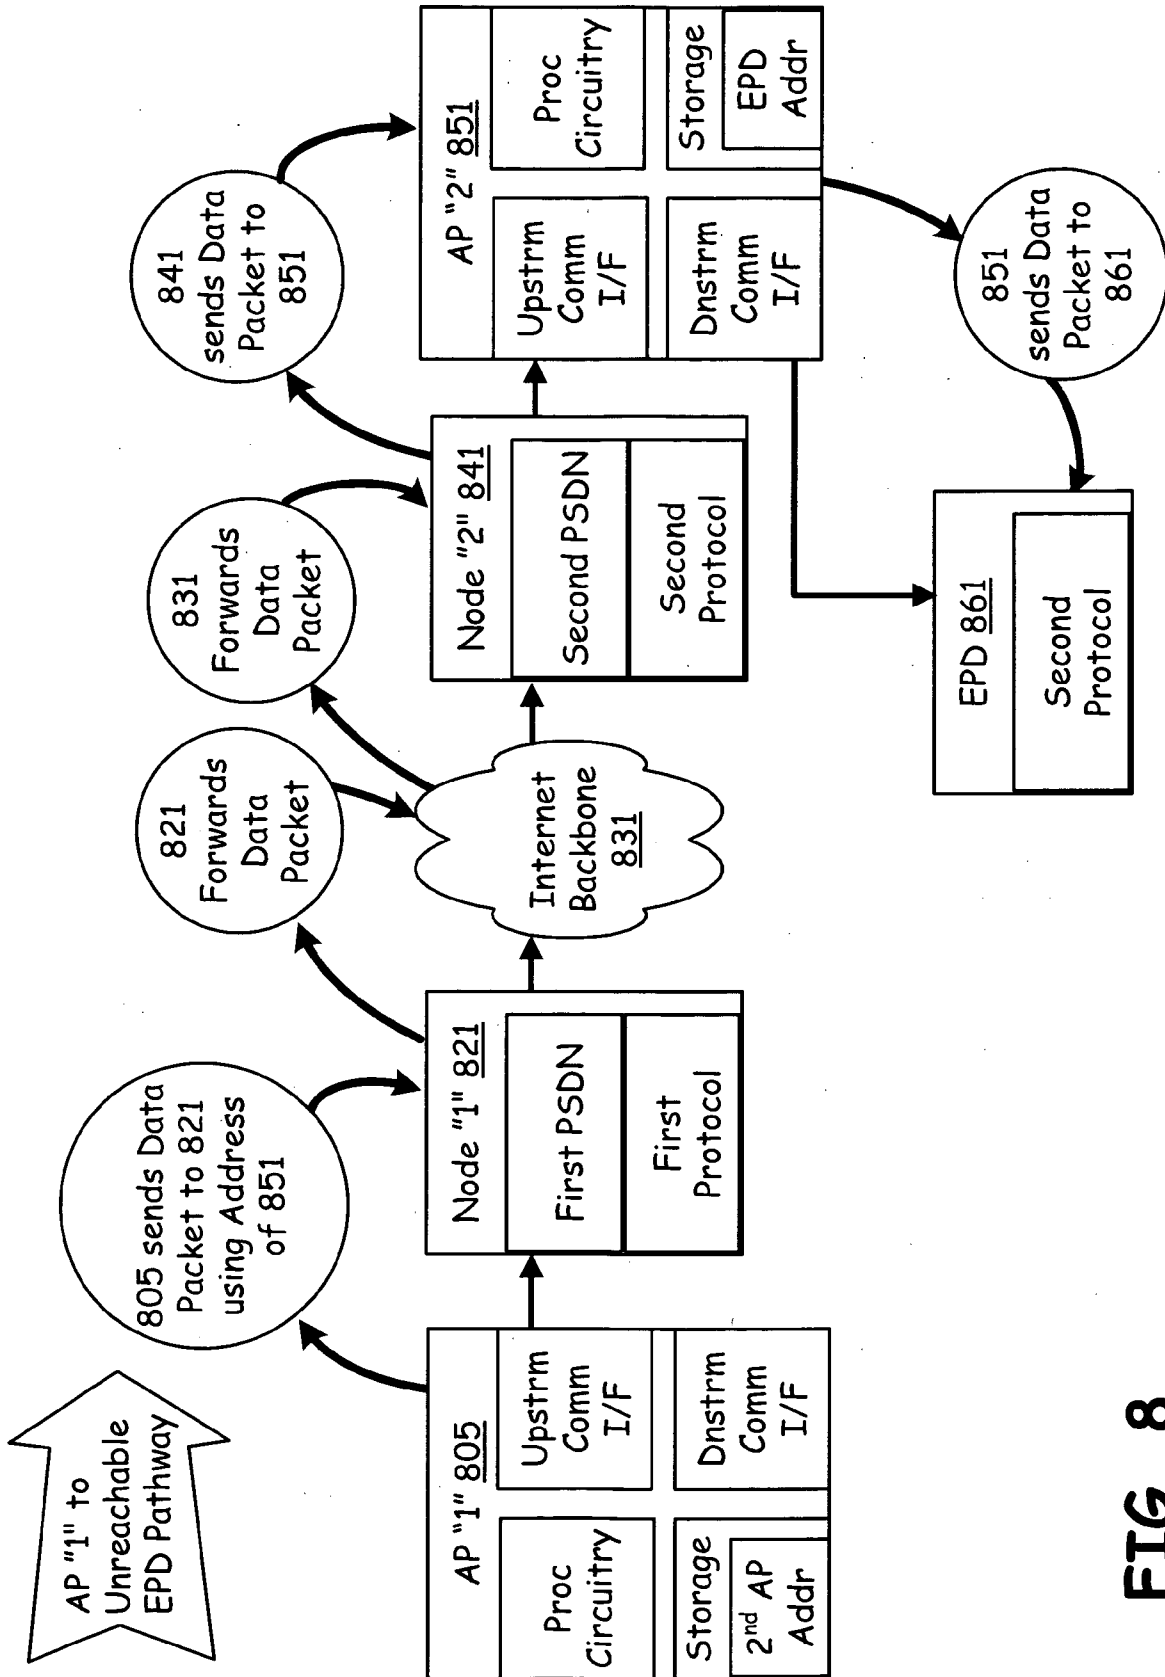 AP "1" to
Unreachable
EPD Pathway
805 sends Data
Packet to 821
using Address
of 851
821
Forwards
Data
Packet
831
Forwards
Data
Packet
841
sends Data
Packet to
851
AP "1" 805
Proc
Circuitry
Upstrm
Comm
I/F
Storage
2nd AP
Addr
Dnstrm
Comm
I/F
Node "1" 821
First PSDN
First
Protocol
Internet
Backbone
831
Node "2" 841
Second PSDN
Second
Protocol
AP "2" 851
Upstrm
Comm
I/F
Proc
Circuitry
Dnstrm
Comm
I/F
Storage
EPD
Addr
EPD 861
Second
Protocol
851
sends Data
Packet to
861
FIG 8